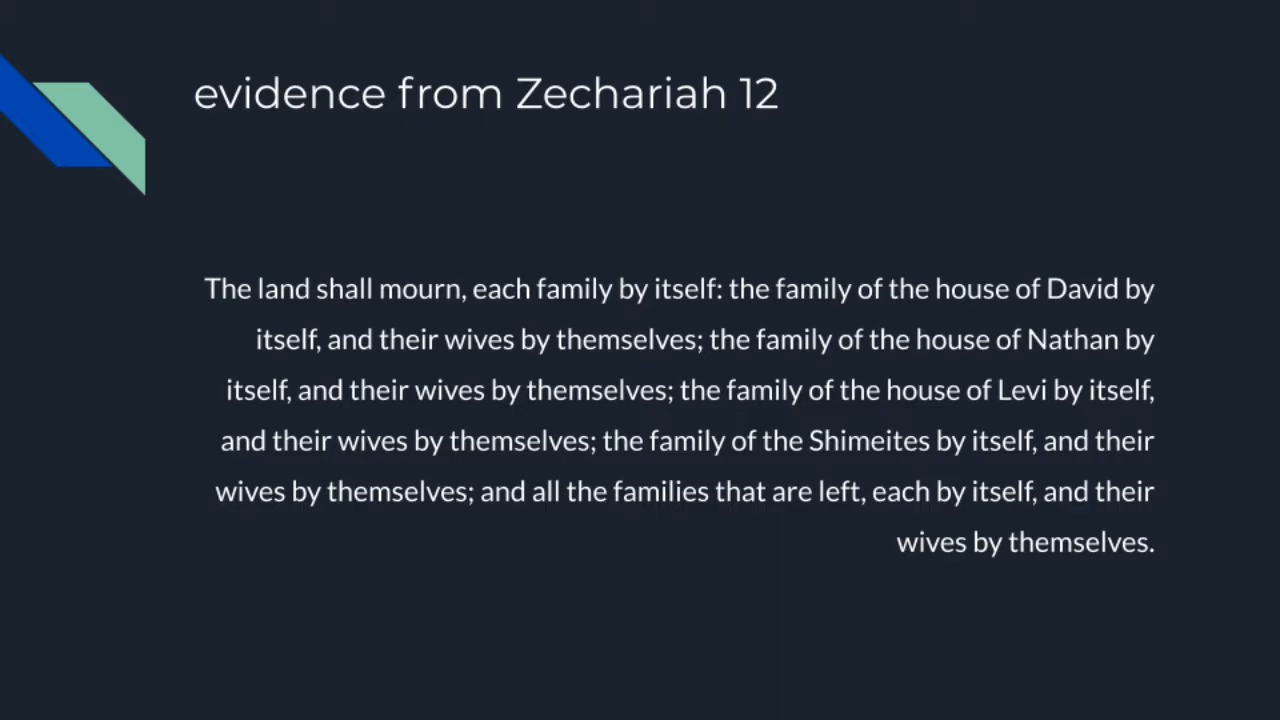 evidence from Zechariah 12
The land shall mourn, each family by itself: the family of the house of David by
itself, and their wives by themselves; the family of the house of Nathan by
itself, and their wives by themselves; the family of the house of Levi by itself,
and their wives by themselves; the family of the Shimeites by itself, and their
wives by themselves; and all the families that are left, each by itself, and their
wives by themselves.